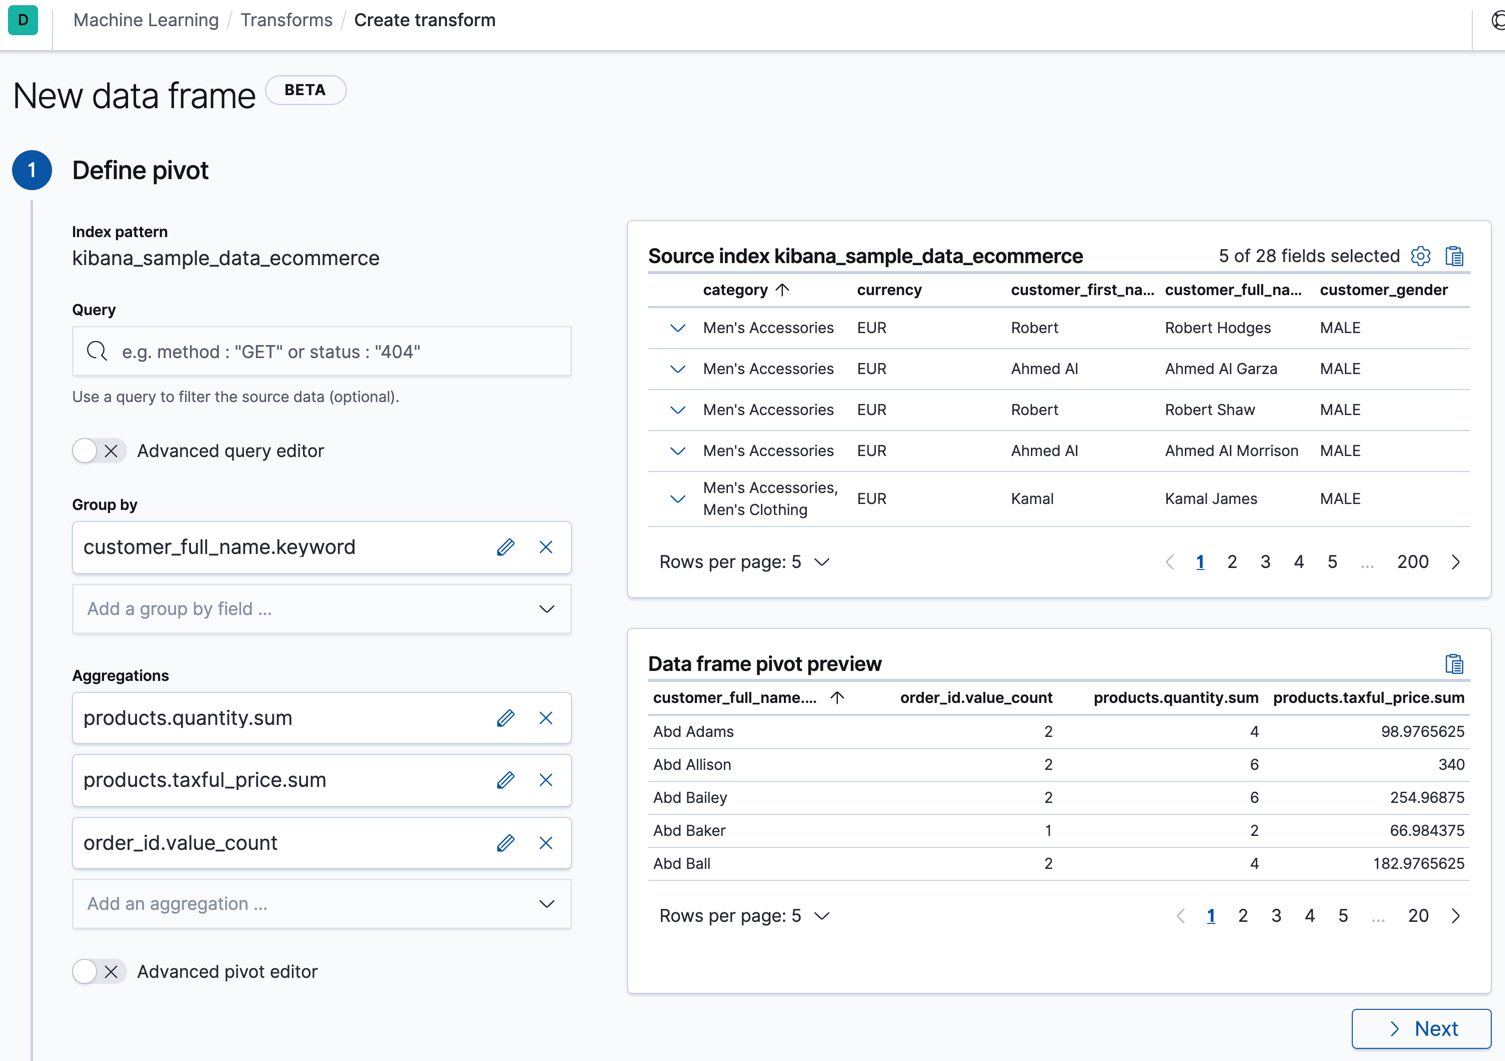 D
Machine Learning / Transforms / Create transform
New data frame BETA
1 Define pivot
Index pattern
kibana_sample_data_ecommerce
Query
e.g. method : "GET" or status : "404"
Use a query to filter the source data (optional).
Advanced query editor
Group by
customer_full_name.keyword
Add a group by field ...
Aggregations
products.quantity.sum
products.taxful_price.sum
order_id.value_count
Add an aggregation ...
Advanced pivot editor
Source index kibana_sample_data_ecommerce 5 of 28 fields selected
category currency customer_first_na... customer_full_na... customer_gender
Men's Accessories EUR Robert Robert Hodges MALE
Men's Accessories EUR Ahmed Al Ahmed Al Garza MALE
Men's Accessories EUR Robert Robert Shaw MALE
Men's Accessories EUR Ahmed Al Ahmed Al Morrison MALE
Men's Accessories,
Men's Clothing EUR Kamal Kamal James MALE
Rows per page: 5 1 2 3 4 5 ... 200
Data frame pivot preview
customer_full_name.... order_id.value_count products.quantity.sum products.taxful_price.sum
Abd Adams 2 4 98.9765625
Abd Allison 2 6 340
Abd Bailey 2 6 254.96875
Abd Baker 1 2 66.984375
Abd Ball 2 4 182.9765625
Rows per page: 5 1 2 3 4 5 ... 20
Next